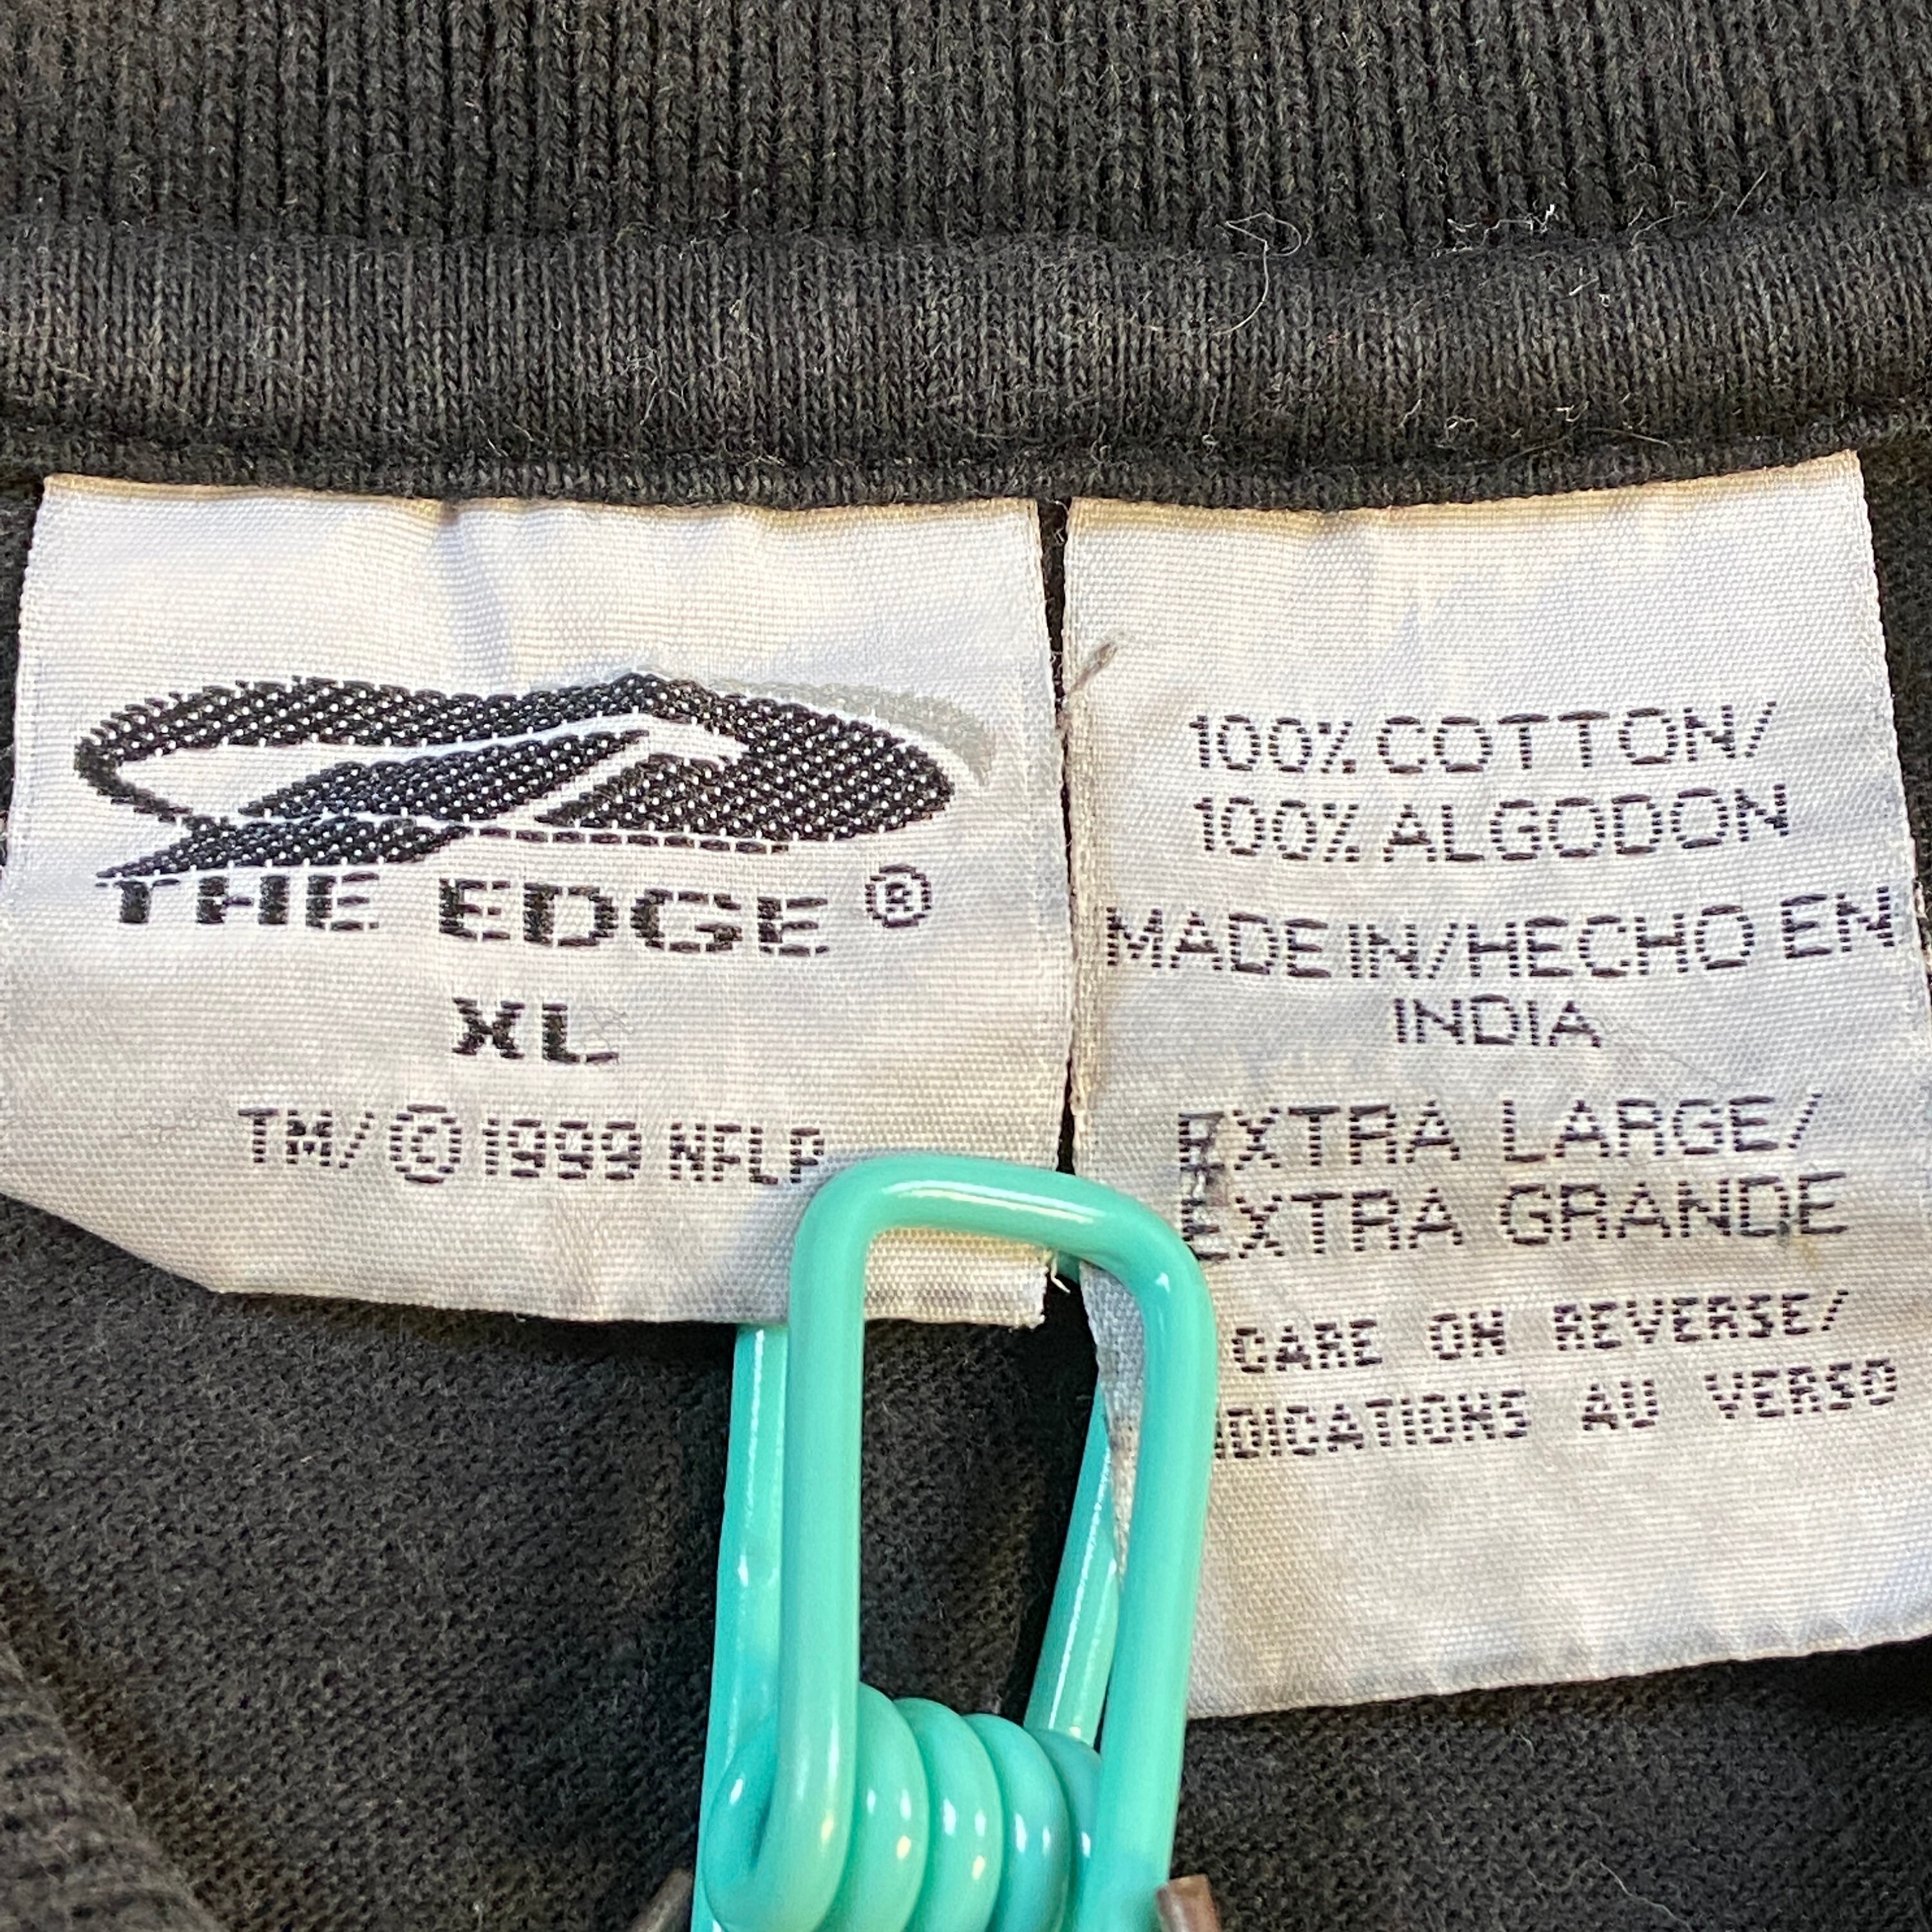 THE EDGE ®
XL
TM/ © 1999 NFLP
100% COTTON/
100% ALGODON
MADE IN/HECHO EN
INDIA
EXTRA LARGE/
EXTRA GRANDE
CARE ON REVERSE/
AU VERSO